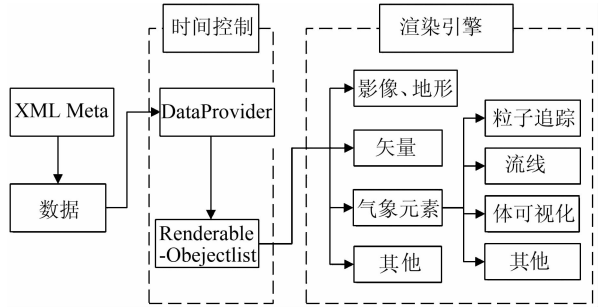 时间控制
渲染引擎
XML Meta
数据
DataProvider
Renderable
-Obejectlist
影像、地形
矢量
气象元素
其他
粒子追踪
流线
体可视化
其他